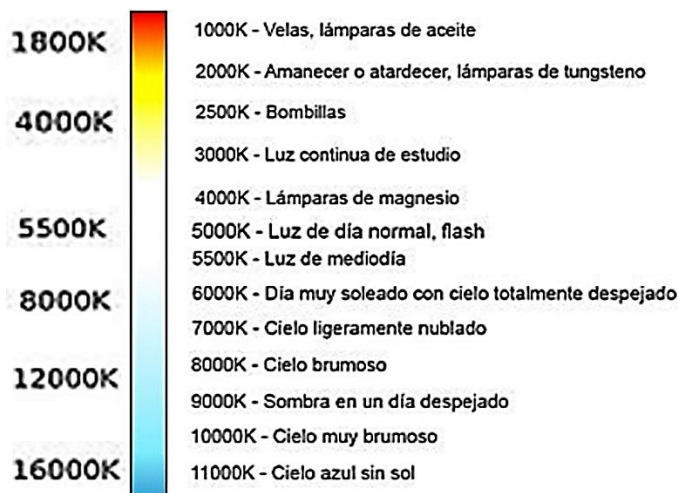 1800K
4000K
5500K
8000K
12000K
16000K
1000K - Velas, lámparas de aceite
2000K - Amanecer o atardecer, lámparas de tungsteno
2500K - Bombillas
3000K - Luz continua de estudio
4000K - Lámparas de magnesio
5000K - Luz de día normal, flash
5500K - Luz de mediodía
6000K - Día muy soleado con cielo totalmente despejado
7000K - Cielo ligeramente nublado
8000K - Cielo brumoso
9000K - Sombra en un día despejado
10000K - Cielo muy brumoso
11000K - Cielo azul sin sol